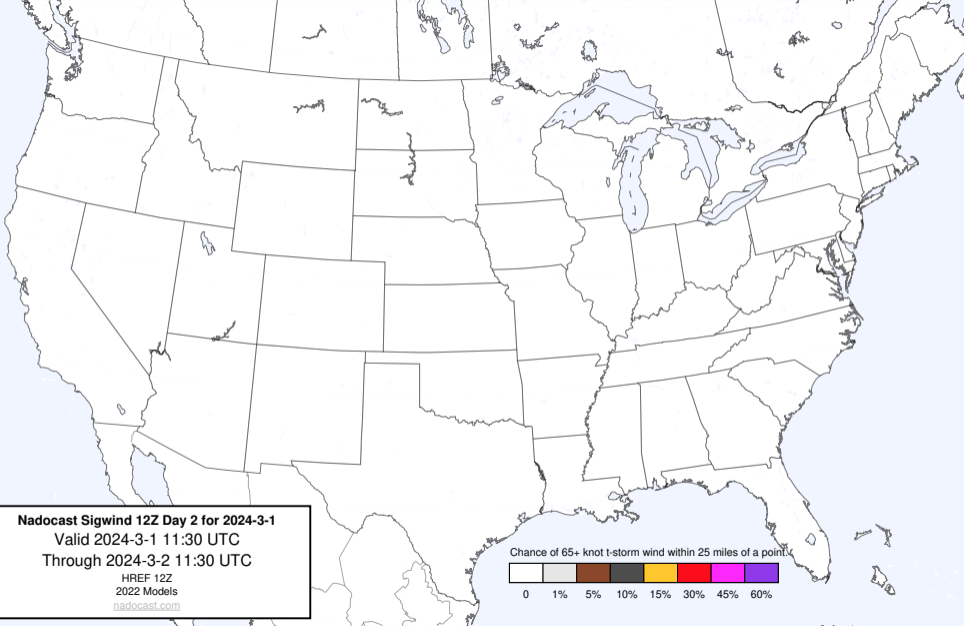 Nadocast Sigwind 12Z Day 2 for 2024-3-1
Valid 2024-3-1 11:30 UTC
Through 2024-3-2 11:30 UTC
HREF 12Z
2022 Models
nadocast.com
Chance of 65+ knot t-storm wind within 25 miles of a point.
0 1% 5% 10% 15% 30% 45% 60%